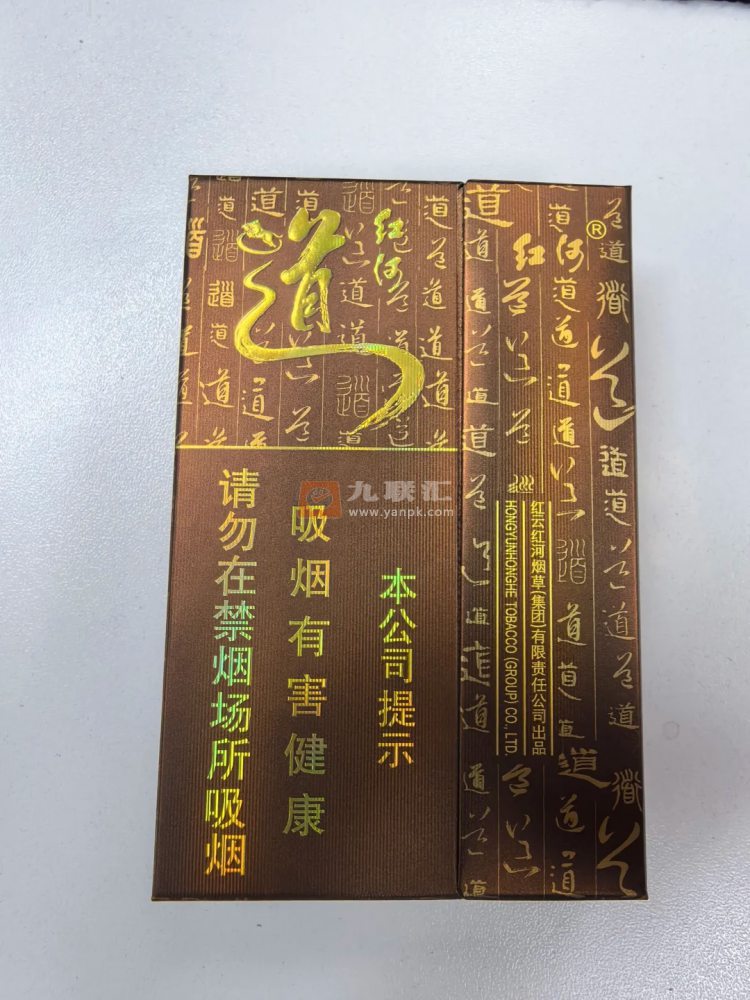 红河
道
本公司提示
吸烟有害健康
请勿在禁烟场所吸烟
九联汇
www.yanpk.com
红河®
红云红河烟草(集团)有限责任公司出品
HONGYUNHONGHE TOBACCO (GROUP) CO., LTD.